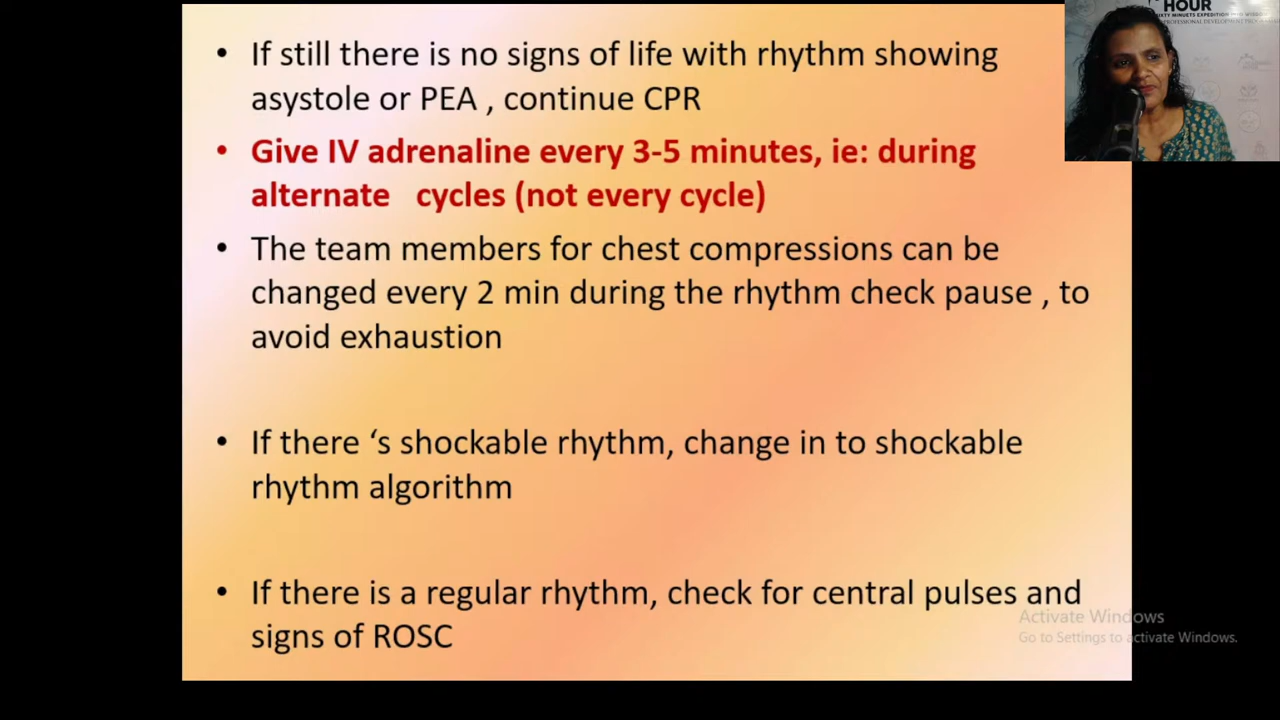 HOUR
• If still there is no signs of life with rhythm showing
asystole or PEA , continue CPR
• Give IV adrenaline every 3-5 minutes, ie: during
alternate cycles (not every cycle)
• The team members for chest compressions can be
changed every 2 min during the rhythm check pause , to
avoid exhaustion
• If there ‘s shockable rhythm, change in to shockable
rhythm algorithm
• If there is a regular rhythm, check for central pulses and
signs of ROSC
Activate Windows
Go to Settings to activate Windows.